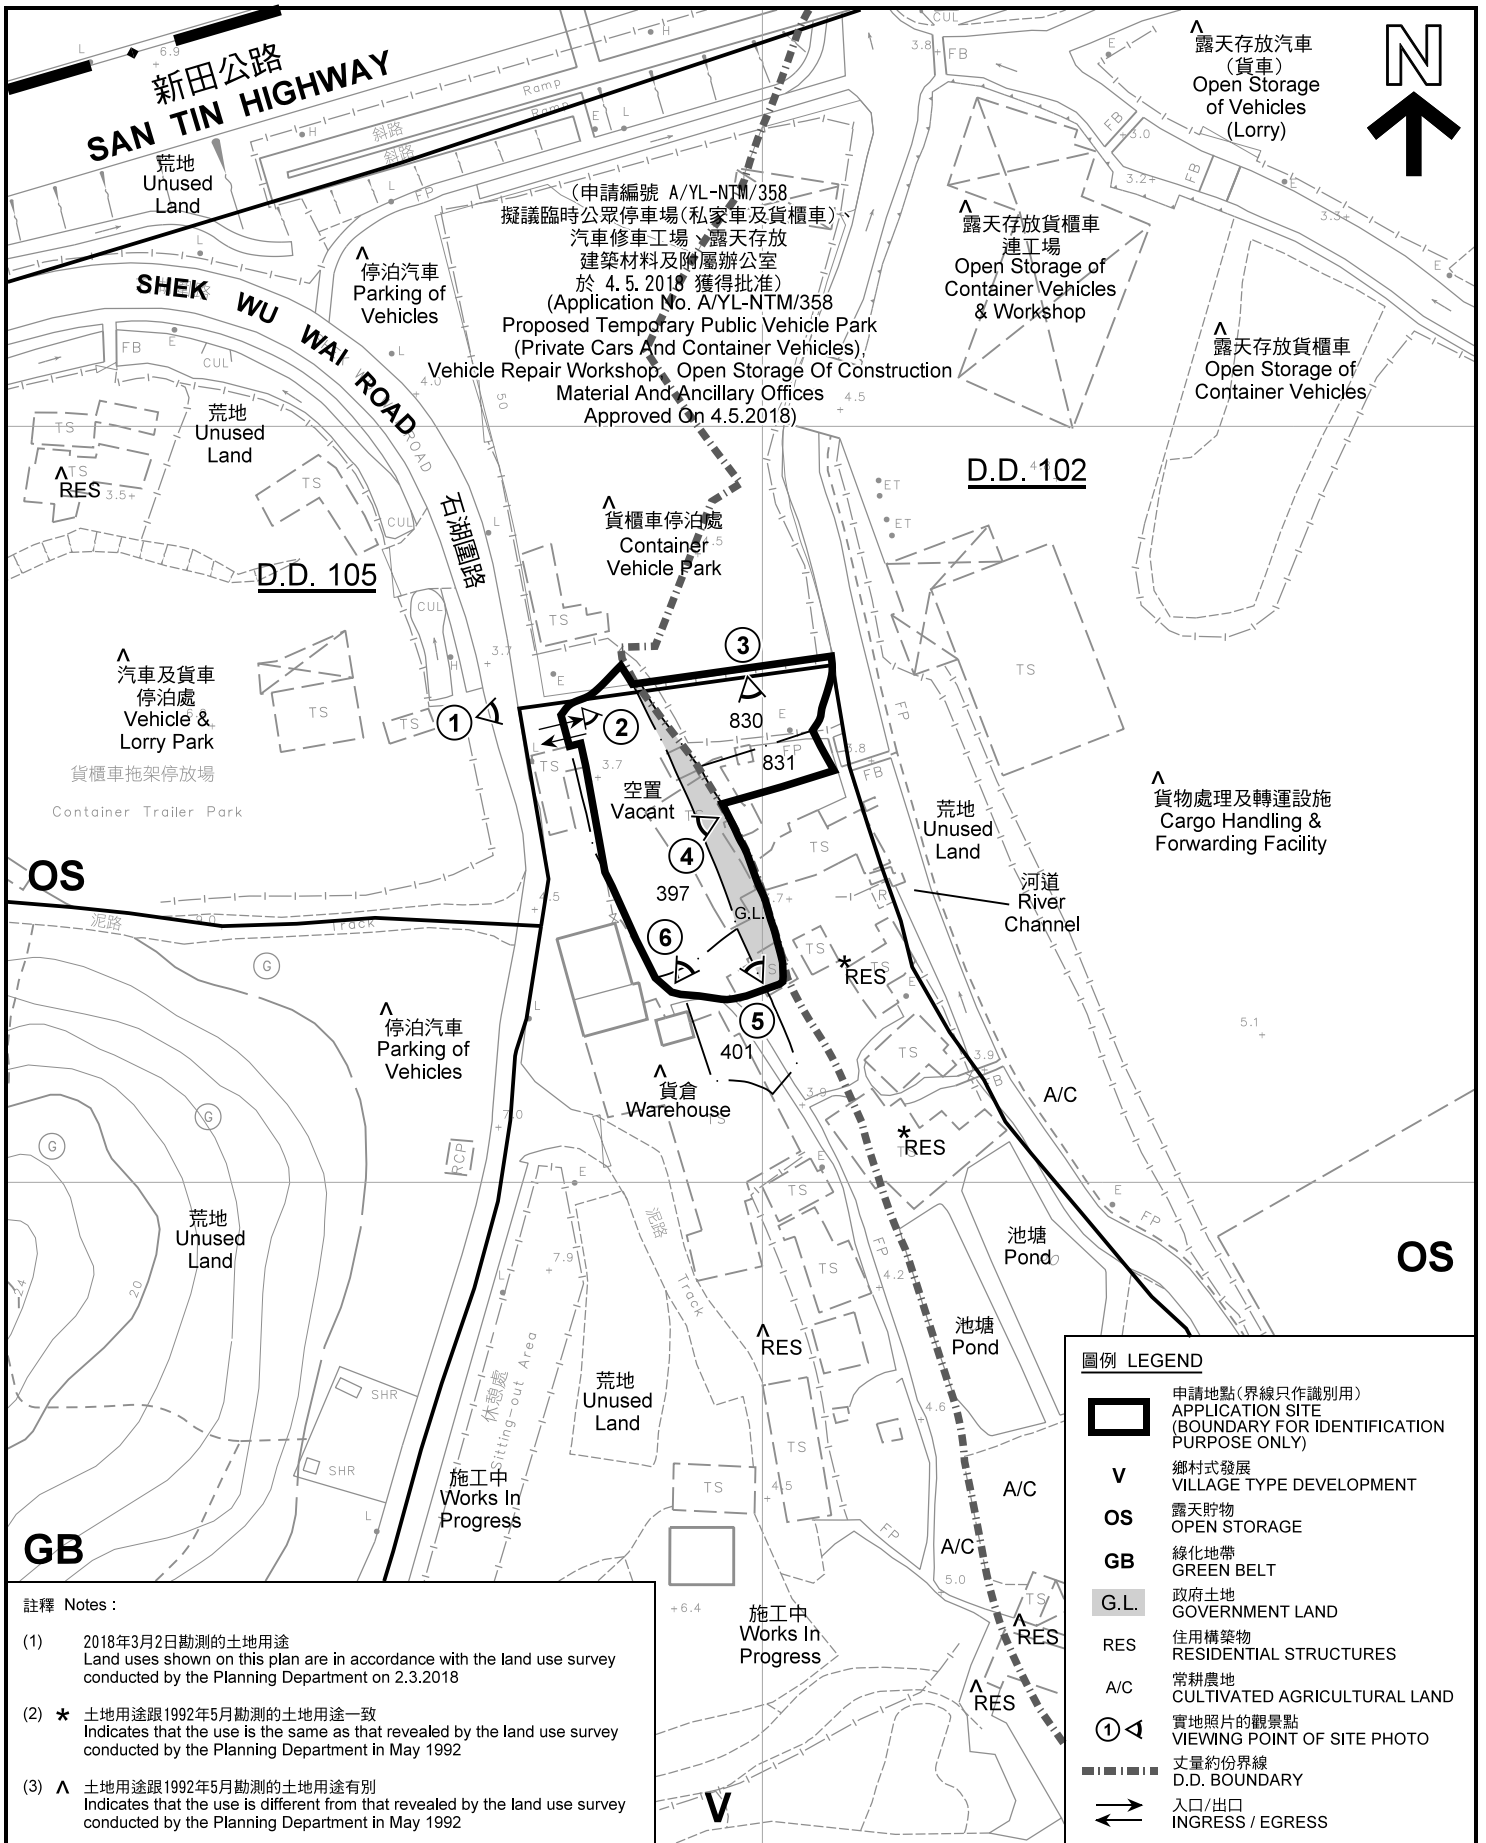 新田公路
SAN TIN HIGHWAY
荒地
Unused
Land
斜路
Ramp
斜路
Ramp
SHEK WU WAI ROAD
石湖圍路
^
停泊汽車
Parking of
Vehicles
(申請編號 A/YL-NTM/358
擬議臨時公眾停車場(私家車及貨櫃車)、
汽車修車工場、露天存放
建築材料及附屬辦公室
於 4.5.2018 獲得批准)
(Application No. A/YL-NTM/358
Proposed Temporary Public Vehicle Park
(Private Cars And Container Vehicles),
Vehicle Repair Workshop, Open Storage Of Construction
Material And Ancillary Offices
Approved On 4.5.2018)
^
露天存放汽車
(貨車)
Open Storage
of Vehicles
(Lorry)
N
^
露天存放貨櫃車
連工場
Open Storage of
Container Vehicles
& Workshop
^
露天存放貨櫃車
Open Storage of
Container Vehicles
荒地
Unused
Land
^
RES
D.D. 102
D.D. 105
^
貨櫃車停泊處
Container
Vehicle Park
^
汽車及貨車
停泊處
Vehicle &
Lorry Park
貨櫃車拖架停放場
Container Trailer Park
1
2
3
830
831
空置
Vacant
4
397
G.L.
6
5
401
荒地
Unused
Land
^
貨物處理及轉運設施
Cargo Handling &
Forwarding Facility
河道
River
Channel
OS
泥路
Track
*
RES
^
停泊汽車
Parking of
Vehicles
^
貨倉
Warehouse
A/C
*
RES
RCP
荒地
Unused
Land
泥路
Track
池塘
Pond
OS
池塘
Pond
^
RES
荒地
Unused
Land
休憩處
Sitting-out Area
SHR
SHR
施工中
Works In
Progress
A/C
A/C
GB
施工中
Works In
Progress
^
RES
^
RES
V
註釋 Notes :
(1) 2018年3月2日勘測的土地用途
Land uses shown on this plan are in accordance with the land use survey
conducted by the Planning Department on 2.3.2018
(2) * 土地用途跟1992年5月勘測的土地用途一致
Indicates that the use is the same as that revealed by the land use survey
conducted by the Planning Department in May 1992
(3) ^ 土地用途跟1992年5月勘測的土地用途有別
Indicates that the use is different from that revealed by the land use survey
conducted by the Planning Department in May 1992
圖例 LEGEND
申請地點(界線只作識別用)
APPLICATION SITE
(BOUNDARY FOR IDENTIFICATION
PURPOSE ONLY)
V 鄉村式發展
VILLAGE TYPE DEVELOPMENT
OS 露天貯物
OPEN STORAGE
GB 綠化地帶
GREEN BELT
G.L. 政府土地
GOVERNMENT LAND
RES 住用構築物
RESIDENTIAL STRUCTURES
A/C 常耕農地
CULTIVATED AGRICULTURAL LAND
1 實地照片的觀景點
VIEWING POINT OF SITE PHOTO
丈量約份界線
D.D. BOUNDARY
入口/出口
INGRESS / EGRESS